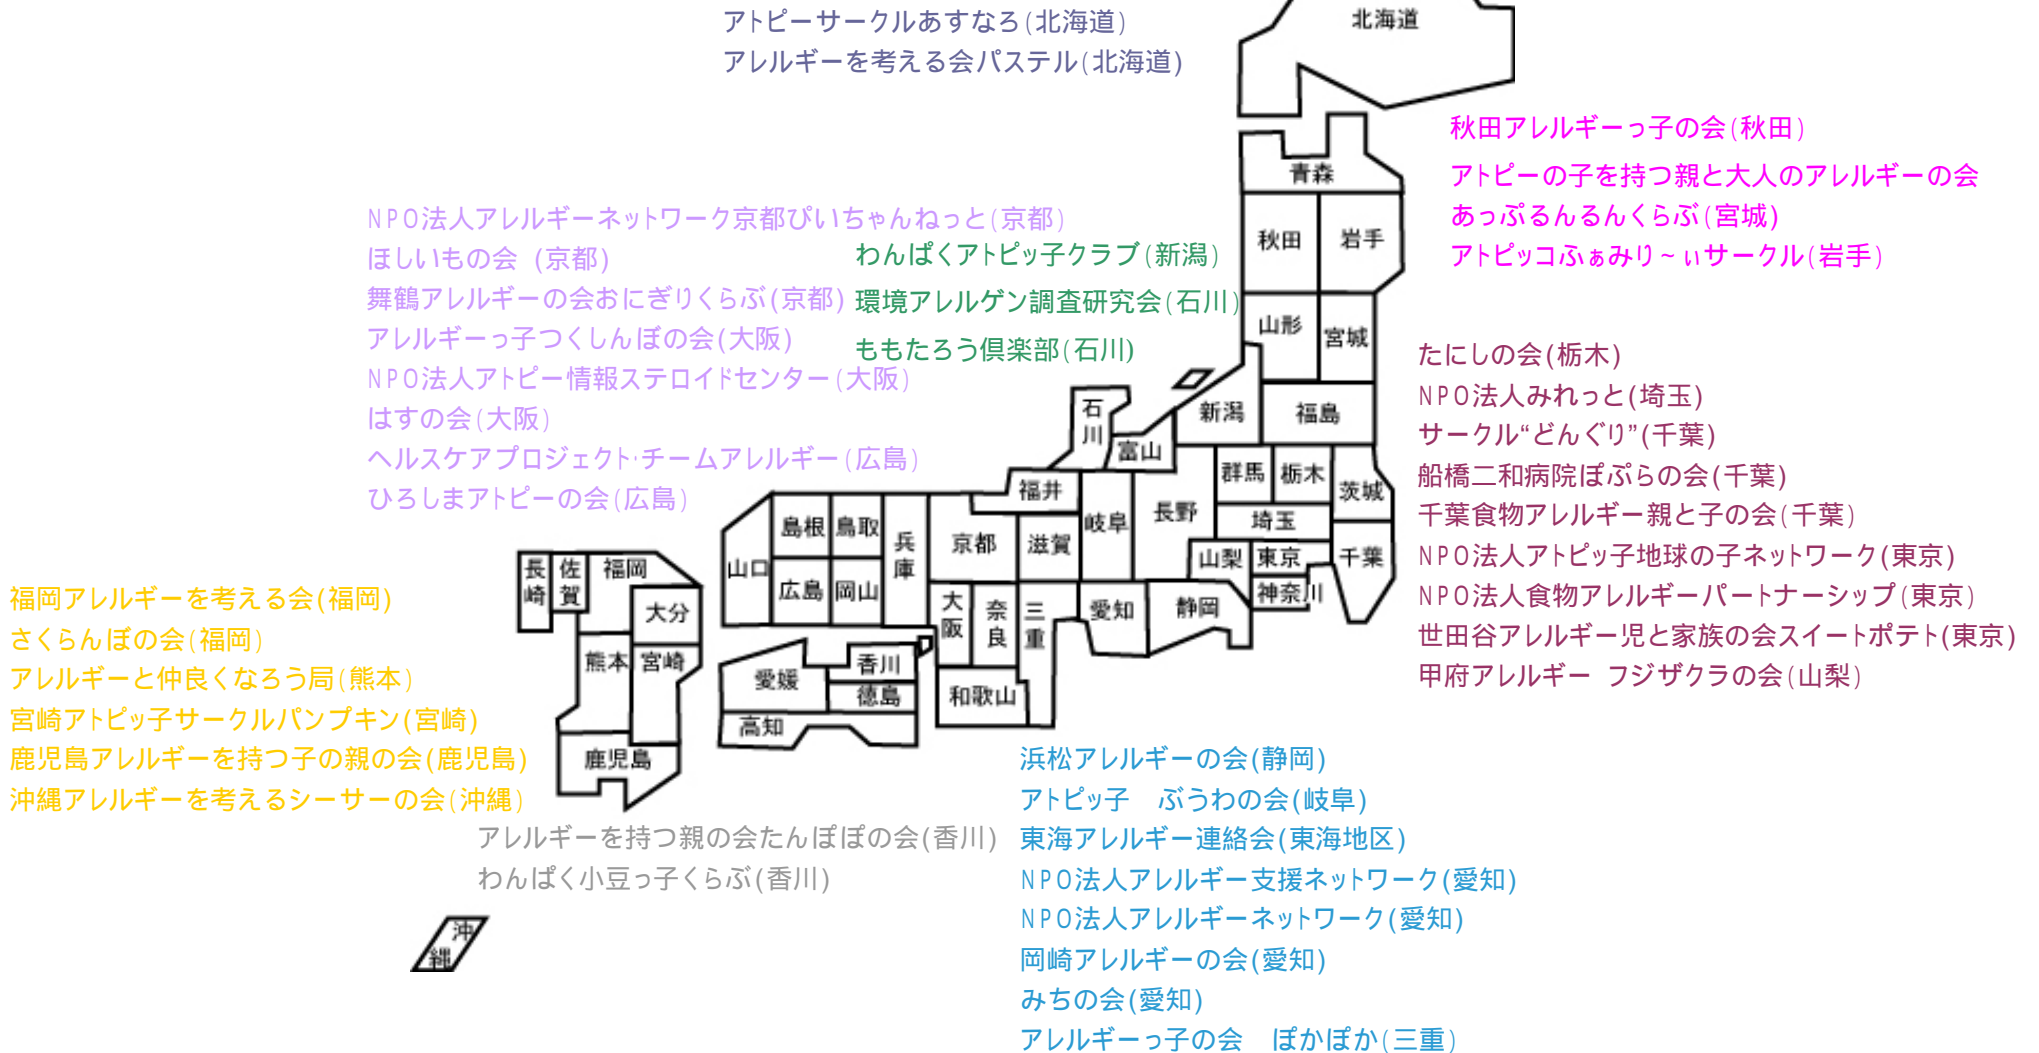 アトピーサークルあすなろ(北海道)
アレルギーを考える会パステル(北海道)
秋田アレルギーっ子の会(秋田)
アトピーの子を持つ親と大人のアレルギーの会
あっぷるんるんくらぶ(宮城)
アトピッコふぁみり～ぃサークル(岩手)
NPO法人アレルギーネットワーク京都ぴいちゃんねっと(京都)
ほしいもの会 (京都)
舞鶴アレルギーの会おにぎりくらぶ(京都)
アレルギーっ子つくしんぼの会(大阪)
NPO法人アトピー情報ステロイドセンター(大阪)
はすの会(大阪)
ヘルスケアプロジェクト・チームアレルギー(広島)
ひろしまアトピーの会(広島)
わんぱくアトピッ子クラブ(新潟)
環境アレルゲン調査研究会(石川)
ももたろう倶楽部(石川)
たにしの会(栃木)
NPO法人みれっと(埼玉)
サークル“どんぐり”(千葉)
船橋二和病院ぽぷらの会(千葉)
千葉食物アレルギー親と子の会(千葉)
NPO法人アトピッ子地球の子ネットワーク(東京)
NPO法人食物アレルギーパートナーシップ(東京)
世田谷アレルギー児と家族の会スイートポテト(東京)
甲府アレルギー フジザクラの会(山梨)
福岡アレルギーを考える会(福岡)
さくらんぼの会(福岡)
アレルギーと仲良くなろう局(熊本)
宮崎アトピッ子サークルパンプキン(宮崎)
鹿児島アレルギーを持つ子の親の会(鹿児島)
沖縄アレルギーを考えるシーサーの会(沖縄)
アレルギーを持つ親の会たんぽぽの会(香川)
わんぱく小豆っ子くらぶ(香川)
浜松アレルギーの会(静岡)
アトピッ子　ぶうわの会(岐阜)
東海アレルギー連絡会(東海地区)
NPO法人アレルギー支援ネットワーク(愛知)
NPO法人アレルギーネットワーク(愛知)
岡崎アレルギーの会(愛知)
みちの会(愛知)
アレルギーっ子の会　ぽかぽか(三重)
北海道
青森
秋田
岩手
山形
宮城
新潟
福島
石川
富山
福井
群馬
栃木
茨城
岐阜
長野
埼玉
山梨
東京
千葉
神奈川
静岡
愛知
三重
滋賀
京都
大阪
奈良
和歌山
兵庫
島根
鳥取
山口
広島
岡山
香川
愛媛
徳島
高知
長崎
佐賀
福岡
大分
熊本
宮崎
鹿児島
沖縄